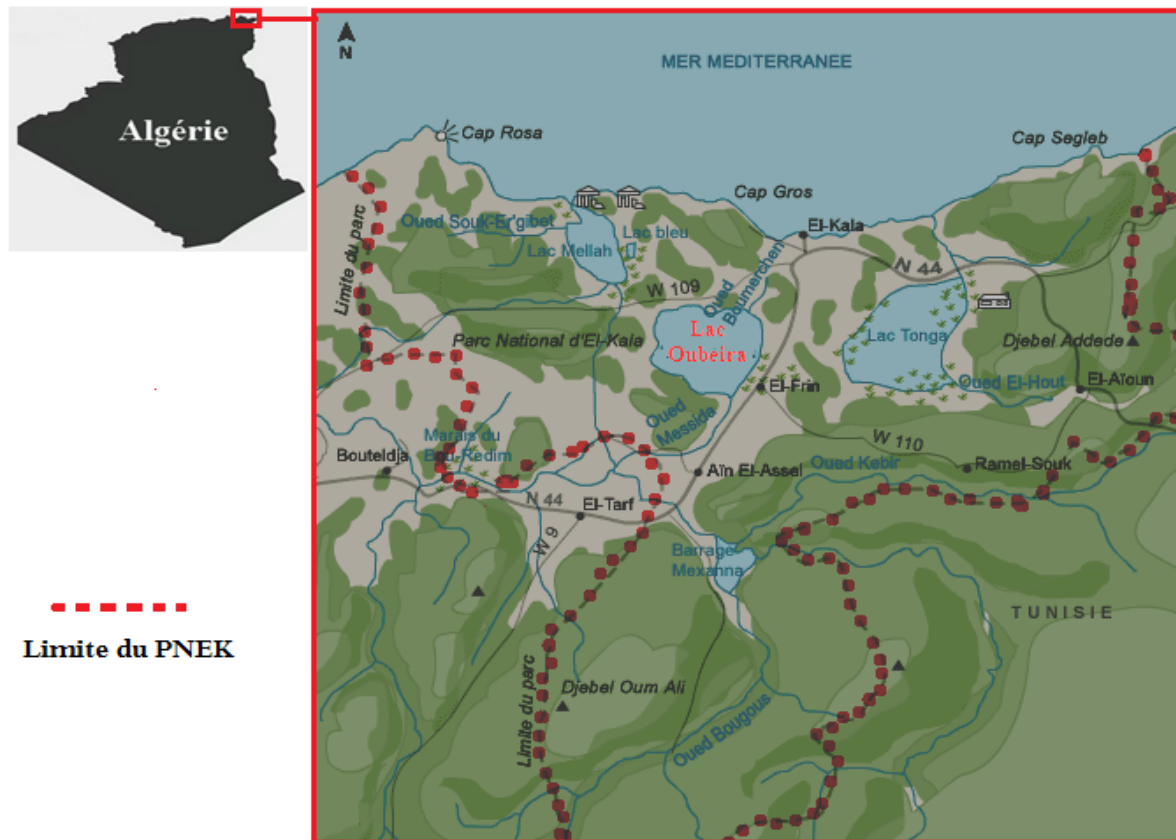 Algérie
Limite du PNEK
N
MER MEDITERRANEE
Cap Rosa
Cap Segleb
Cap Gros
Limite du parc
Oued Souk-Er'gibet
Lac bleu
Lac Mellah
El-Kala
N 44
W 109
Oued Boumerchen
Parc National d'El-Kala
Lac
Oubéira
Lac Tonga
Djebel Addede
El-Frin
Oued El-Hout
El-Aïoun
Oued Messida
Marais du
Bou-Redim
Bouteldja
W 110
Oued Kebir
Ramel-Souk
Aïn El-Assel
N 44
El-Tarf
W 9
Barrage
Mexanna
TUNISIE
Limite du parc
Djebel Oum Ali
Oued Bougous